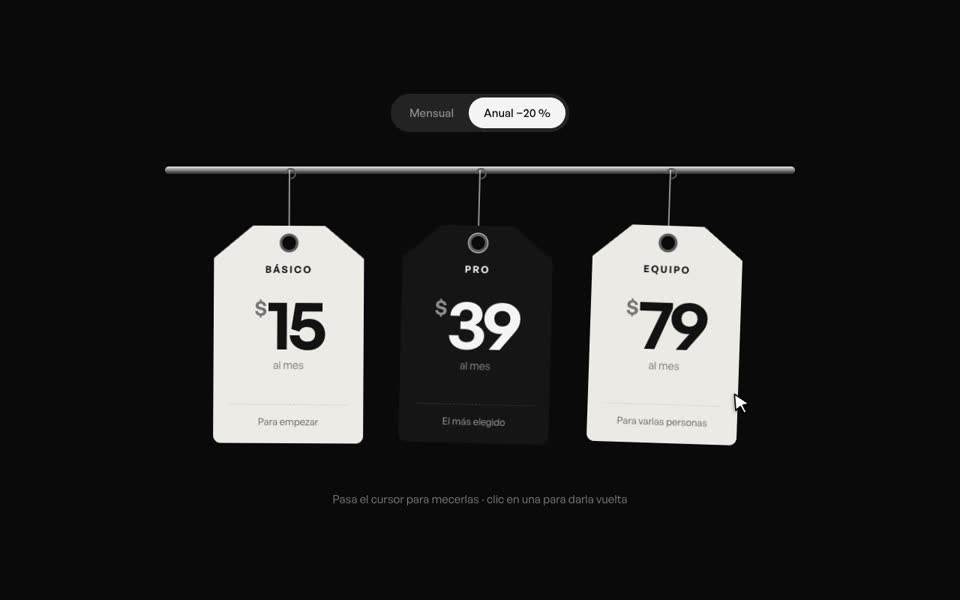 Mensual
Anual −20 %
BÁSICO
$15
al mes
Para empezar
PRO
$39
al mes
El más elegido
EQUIPO
$79
al mes
Para varias personas
Pasa el cursor para mecerlas · clic en una para darla vuelta